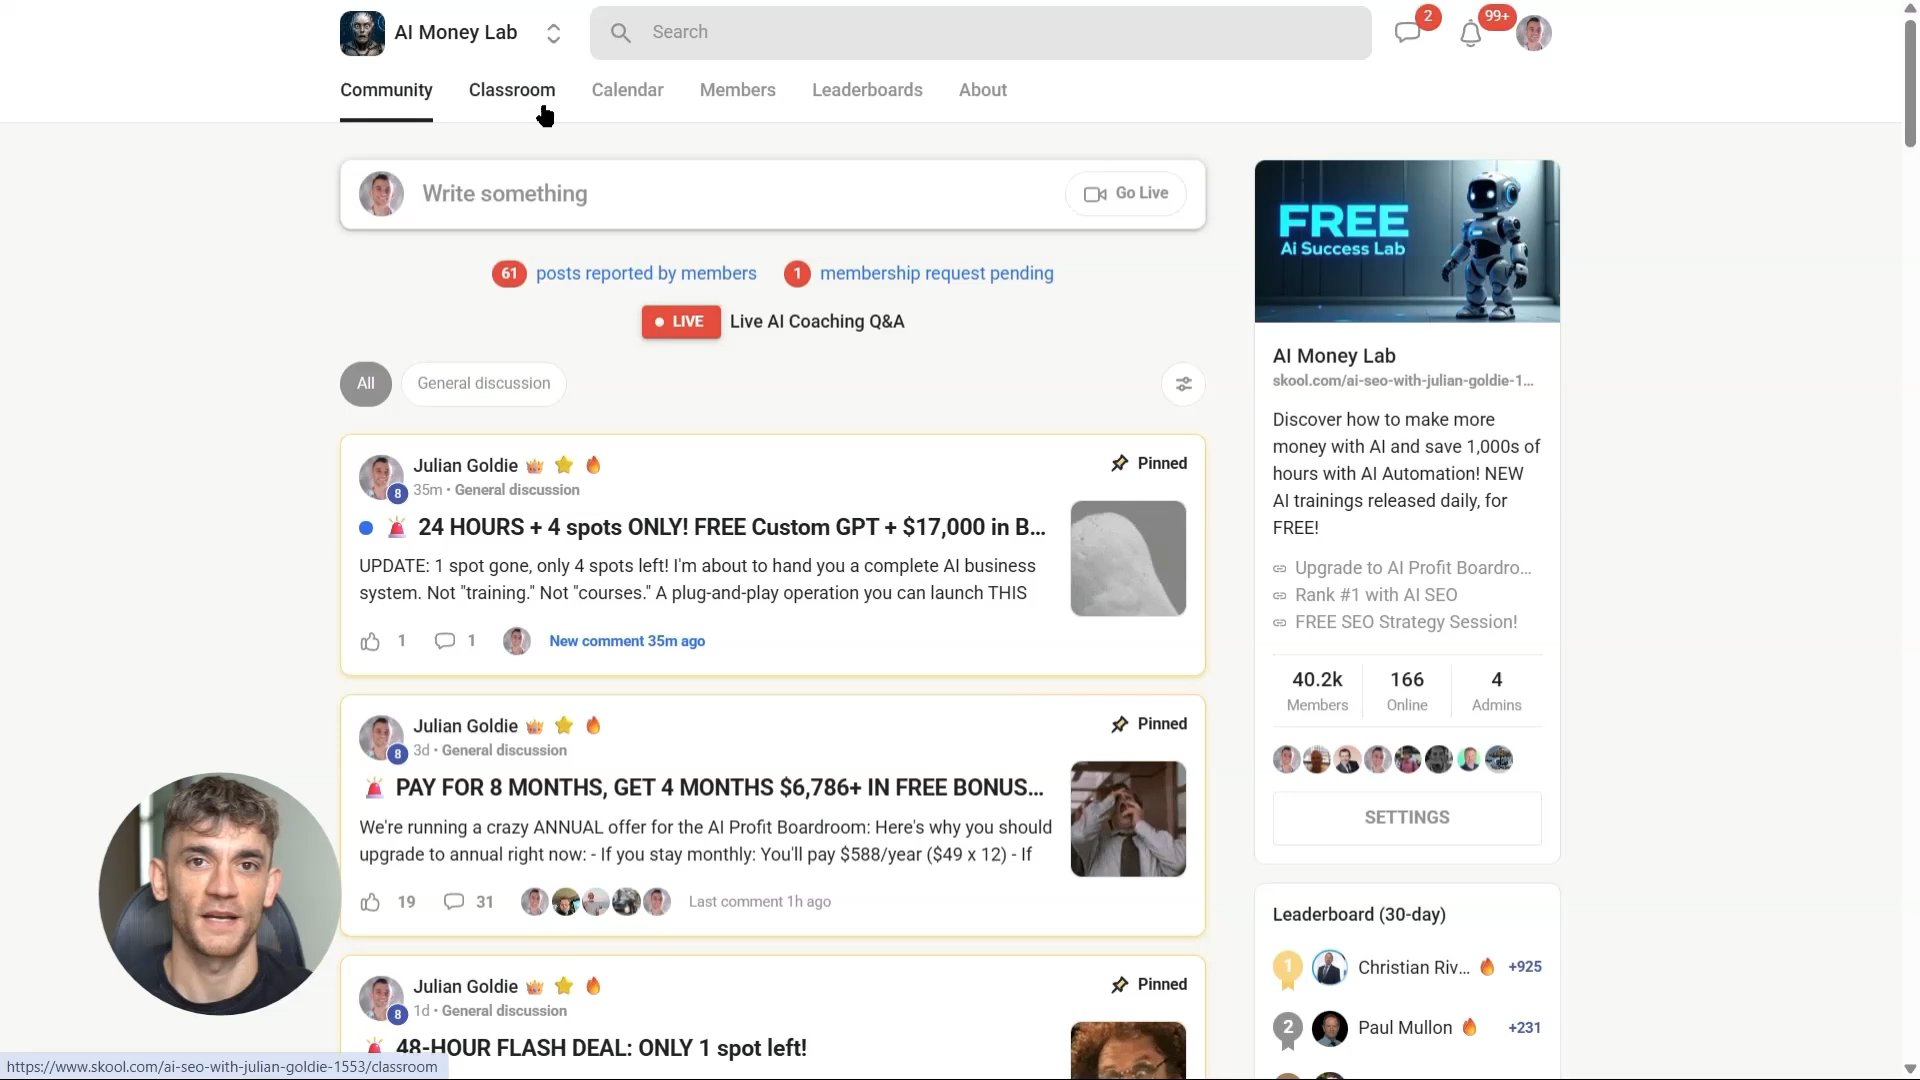 AI Money Lab
Search
2
99+
Community
Classroom
Calendar
Members
Leaderboards
About
Write something
Go Live
61 posts reported by members
1 membership request pending
LIVE Live AI Coaching Q&A
All
General discussion
Julian Goldie
8
35m • General discussion
Pinned
24 HOURS + 4 spots ONLY! FREE Custom GPT + $17,000 in B...
UPDATE: 1 spot gone, only 4 spots left! I'm about to hand you a complete AI business
system. Not "training." Not "courses." A plug-and-play operation you can launch THIS
1
1
New comment 35m ago
Julian Goldie
8
3d • General discussion
Pinned
PAY FOR 8 MONTHS, GET 4 MONTHS $6,786+ IN FREE BONUS...
We're running a crazy ANNUAL offer for the AI Profit Boardroom: Here's why you should
upgrade to annual right now: - If you stay monthly: You'll pay $588/year ($49 x 12) - If
19
31
Last comment 1h ago
Julian Goldie
8
1d • General discussion
Pinned
48-HOUR FLASH DEAL: ONLY 1 spot left!
FREE
Ai Success Lab
AI Money Lab
skool.com/ai-seo-with-julian-goldie-1...
Discover how to make more
money with AI and save 1,000s of
hours with AI Automation! NEW
AI trainings released daily, for
FREE!
Upgrade to AI Profit Boardro...
Rank #1 with AI SEO
FREE SEO Strategy Session!
40.2k
Members
166
Online
4
Admins
SETTINGS
Leaderboard (30-day)
1
Christian Riv...
+925
2
Paul Mullon
+231
https://www.skool.com/ai-seo-with-julian-goldie-1553/classroom